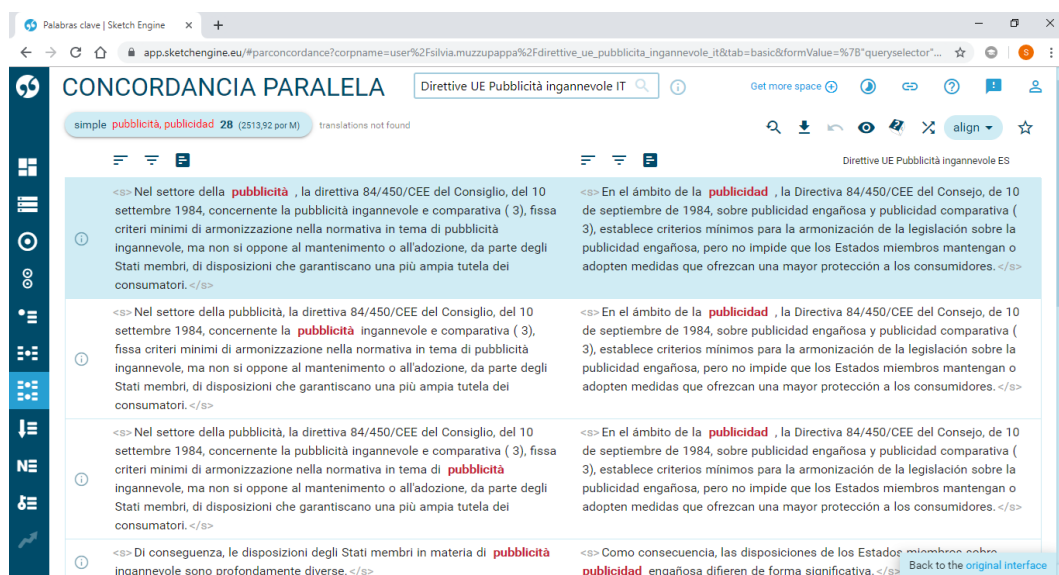 Palabras clave | Sketch Engine
app.sketchengine.eu/#parconcordance?corpname=user%2Fsilvia.muzzupappa%2Fdirettive_ue_pubblicita_ingannevole_it&tab=basic&formValue=%7B"queryselector"...
S
CONCORDANCIA PARALELA
Direttive UE Pubblicità ingannevole IT
Get more space
simple pubblicità, publicidad 28 (2513,92 por M)
translations not found
align
Direttive UE Pubblicità ingannevole ES
<s> Nel settore della pubblicità , la direttiva 84/450/CEE del Consiglio, del 10
settembre 1984, concernente la pubblicità ingannevole e comparativa ( 3), fissa
criteri minimi di armonizzazione nella normativa in tema di pubblicità
ingannevole, ma non si oppone al mantenimento o all'adozione, da parte degli
Stati membri, di disposizioni che garantiscano una più ampia tutela dei
consumatori. </s>
<s> En el ámbito de la publicidad , la Directiva 84/450/CEE del Consejo, de 10
de septiembre de 1984, sobre publicidad engañosa y publicidad comparativa (
3), establece criterios mínimos para la armonización de la legislación sobre la
publicidad engañosa, pero no impide que los Estados miembros mantengan o
adopten medidas que ofrezcan una mayor protección a los consumidores. </s>
<s> Nel settore della pubblicità, la direttiva 84/450/CEE del Consiglio, del 10
settembre 1984, concernente la pubblicità ingannevole e comparativa ( 3),
fissa criteri minimi di armonizzazione nella normativa in tema di pubblicità
ingannevole, ma non si oppone al mantenimento o all'adozione, da parte degli
Stati membri, di disposizioni che garantiscano una più ampia tutela dei
consumatori. </s>
<s> En el ámbito de la publicidad , la Directiva 84/450/CEE del Consejo, de 10
de septiembre de 1984, sobre publicidad engañosa y publicidad comparativa (
3), establece criterios mínimos para la armonización de la legislación sobre la
publicidad engañosa, pero no impide que los Estados miembros mantengan o
adopten medidas que ofrezcan una mayor protección a los consumidores. </s>
<s> Nel settore della pubblicità, la direttiva 84/450/CEE del Consiglio, del 10
settembre 1984, concernente la pubblicità ingannevole e comparativa ( 3), fissa
criteri minimi di armonizzazione nella normativa in tema di pubblicità
ingannevole, ma non si oppone al mantenimento o all'adozione, da parte degli
Stati membri, di disposizioni che garantiscano una più ampia tutela dei
consumatori. </s>
<s> En el ámbito de la publicidad , la Directiva 84/450/CEE del Consejo, de 10
de septiembre de 1984, sobre publicidad engañosa y publicidad comparativa (
3), establece criterios mínimos para la armonización de la legislación sobre la
publicidad engañosa, pero no impide que los Estados miembros mantengan o
adopten medidas que ofrezcan una mayor protección a los consumidores. </s>
<s> Di conseguenza, le disposizioni degli Stati membri in materia di pubblicità
ingannevole sono profondamente diverse. </s>
<s> Como consecuencia, las disposiciones de los Estados miembros sobre
publicidad engañosa difieren de forma significativa. </s>
Back to the original interface